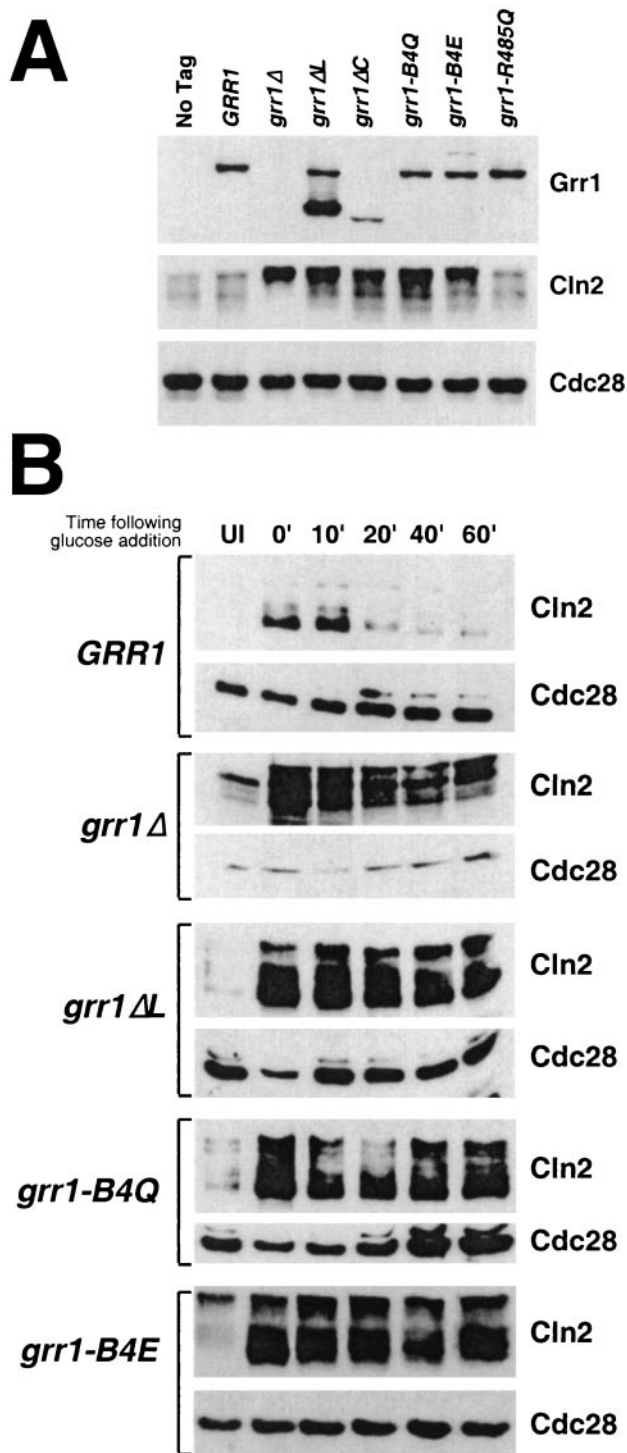 A
No Tag GRR1 grr1Δ grr1ΔL grr1ΔC grr1-B4Q grr1-B4E grr1-R485Q
Grr1
Cln2
Cdc28
B
Time following
glucose addition
UI 0' 10' 20' 40' 60'
GRR1
Cln2
Cdc28
grr1Δ
Cln2
Cdc28
grr1ΔL
Cln2
Cdc28
grr1-B4Q
Cln2
Cdc28
grr1-B4E
Cln2
Cdc28